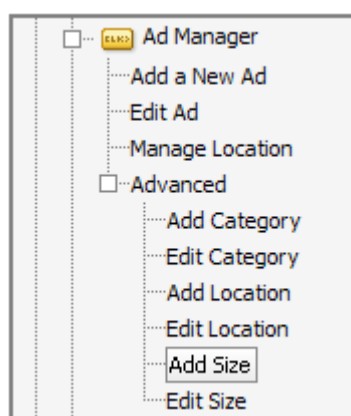 Ad Manager
Add a New Ad
Edit Ad
Manage Location
Advanced
Add Category
Edit Category
Add Location
Edit Location
Add Size
Edit Size